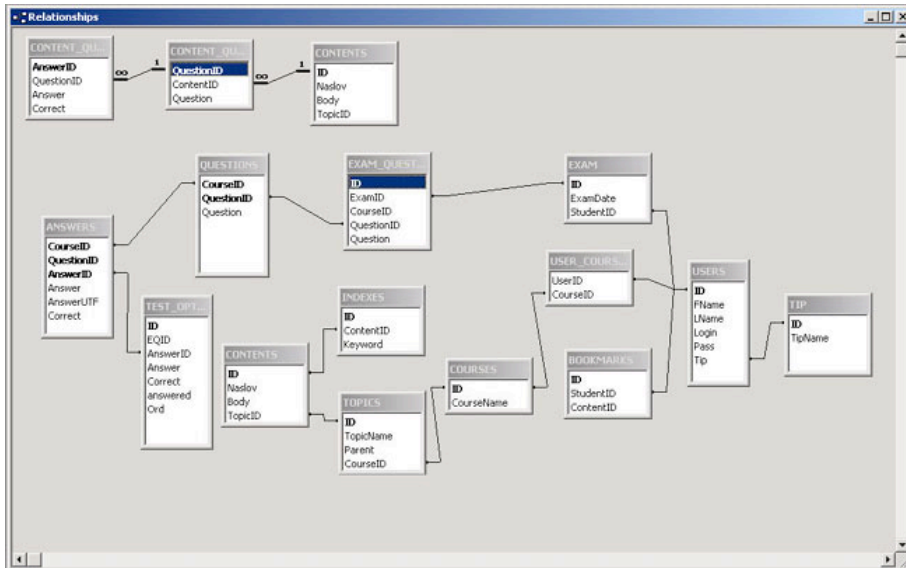 Relationships
CONTENT_QU...
AnswerID
QuestionID
Answer
Correct
CONTENT_QU...
QuestionID
ContentID
Question
CONTENTS
ID
Naslov
Body
TopicID
∞
1
∞
1
QUESTIONS
CourseID
QuestionID
Question
EXAM_QUEST...
ID
ExamID
CourseID
QuestionID
Question
EXAM
ID
ExamDate
StudentID
ANSWERS
CourseID
QuestionID
AnswerID
Answer
AnswerUTF
Correct
TEST_OPT...
ID
EQID
AnswerID
Answer
Correct
answered
Ord
CONTENTS
ID
Naslov
Body
TopicID
INDEXES
ID
ContentID
Keyword
TOPICS
ID
TopicName
Parent
CourseID
COURSES
ID
CourseName
USER_COURS...
UserID
CourseID
BOOKMARKS
ID
StudentID
ContentID
USERS
ID
FName
LName
Login
Pass
Tip
TIP
ID
TipName